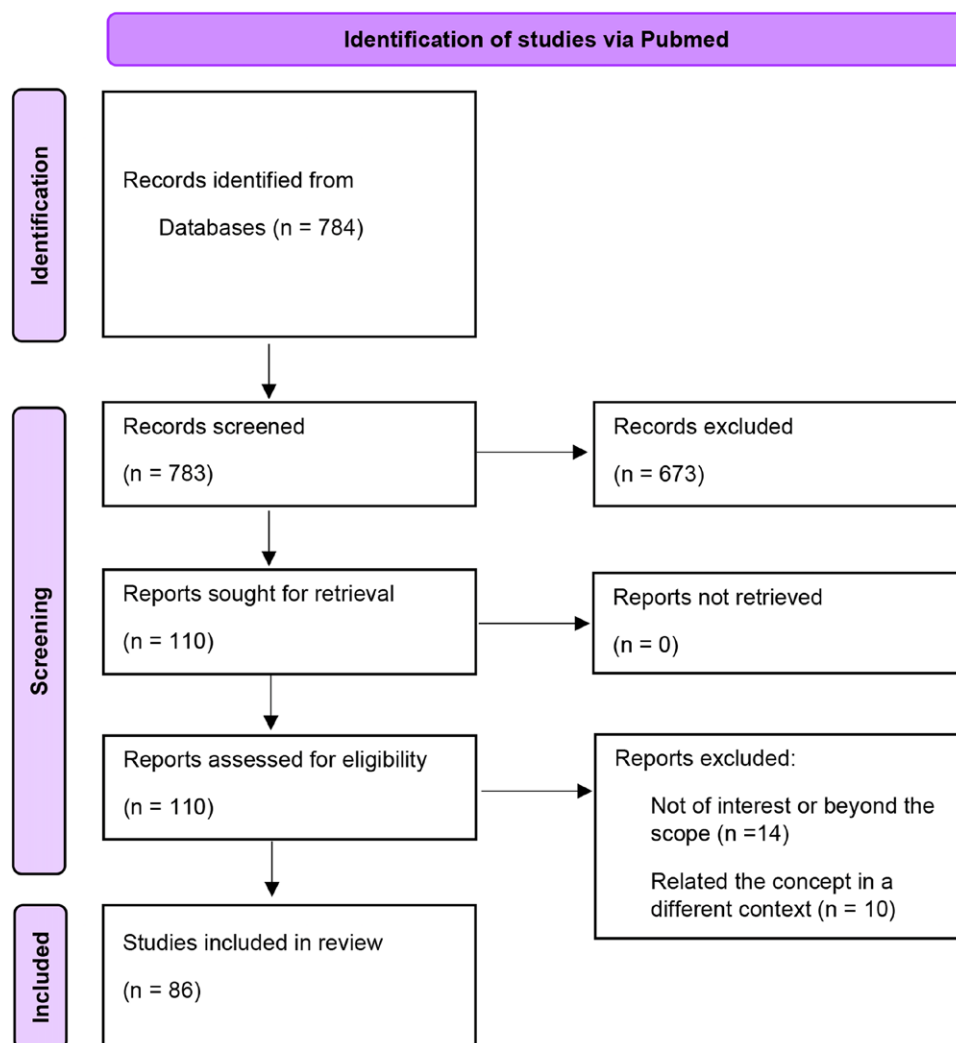 Identification of studies via Pubmed
Identification
Records identified from
Databases (n = 784)
Screening
Records screened
(n = 783)
Records excluded
(n = 673)
Reports sought for retrieval
(n = 110)
Reports not retrieved
(n = 0)
Reports assessed for eligibility
(n = 110)
Reports excluded:
Not of interest or beyond the
scope (n =14)
Related the concept in a
different context (n = 10)
Included
Studies included in review
(n = 86)